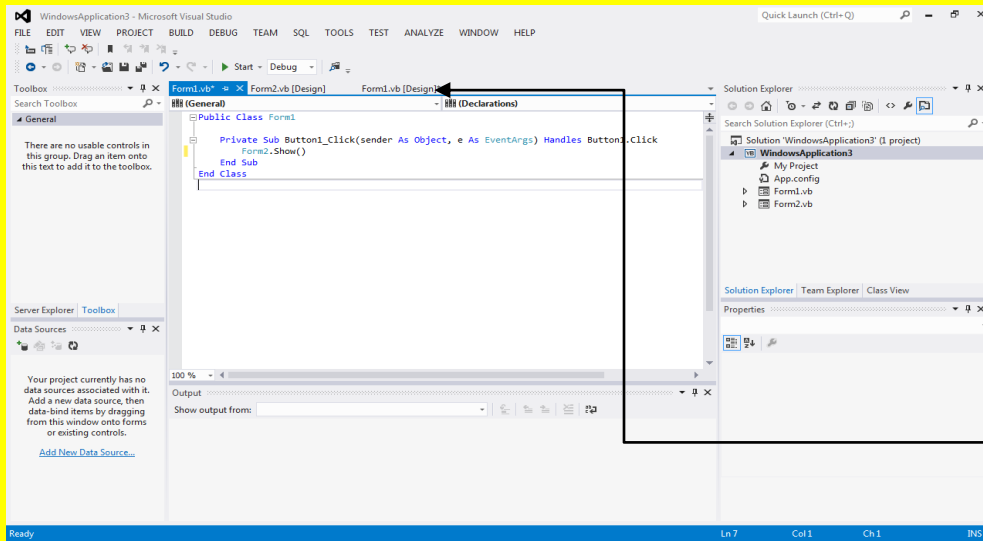 WindowsApplication3 - Microsoft Visual Studio
Quick Launch (Ctrl+Q)
FILE EDIT VIEW PROJECT BUILD DEBUG TEAM SQL TOOLS TEST ANALYZE WINDOW HELP
Start Debug
Toolbox
Search Toolbox
General
There are no usable controls in
this group. Drag an item onto
this text to add it to the toolbox.
Server Explorer Toolbox
Data Sources
Your project currently has no
data sources associated with it.
Add a new data source, then
data-bind items by dragging
from this window onto forms
or existing controls.
Add New Data Source...
Form1.vb* Form2.vb [Design] Form1.vb [Design]*
(General) (Declarations)
Public Class Form1
Private Sub Button1_Click(sender As Object, e As EventArgs) Handles Button1.Click
Form2.Show()
End Sub
End Class
100 %
Output
Show output from:
Solution Explorer
Search Solution Explorer (Ctrl+;)
Solution 'WindowsApplication3' (1 project)
VB WindowsApplication3
My Project
App.config
Form1.vb
Form2.vb
Solution Explorer Team Explorer Class View
Properties
Ready Ln 7 Col 1 Ch 1 INS